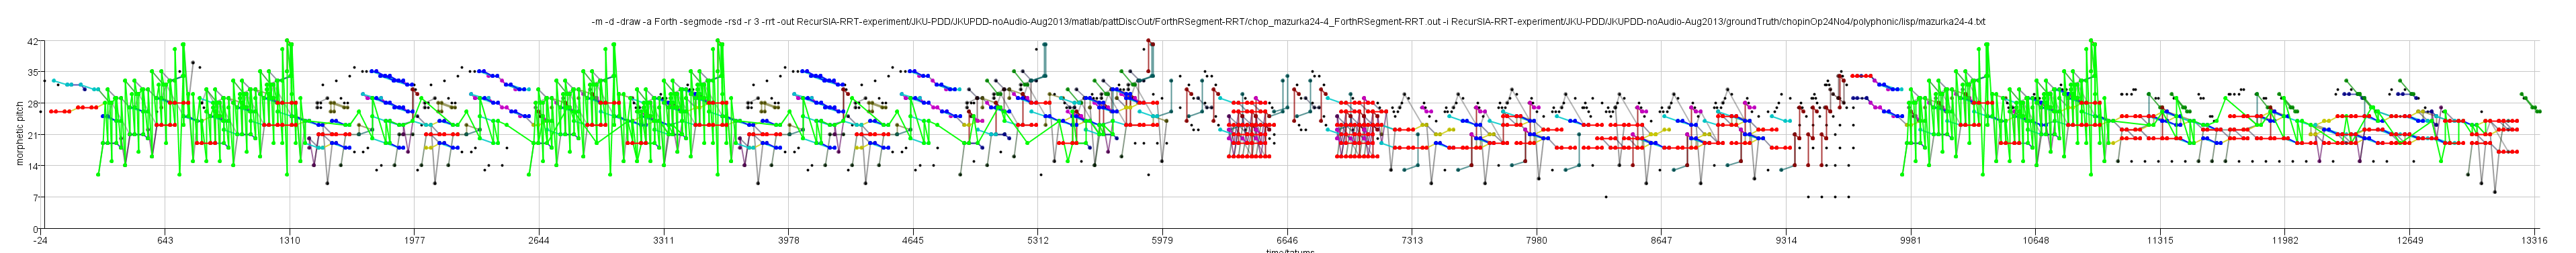 -m -d -draw -a Forth -segmode -rsd -r 3 -rrt -out RecurSIA-RRT-experiment/JKU-PDD/JKUPDD-noAudio-Aug2013/matlab/pattDiscOut/ForthRSegment-RRT/chop_mazurka24-4_ForthRSegment-RRT.out -i RecurSIA-RRT-experiment/JKU-PDD/JKUPDD-noAudio-Aug2013/groundTruth/chopinOp24No4/polyphonic/lisp/mazurka24-4.txt
42
35
28
21
14
7
0
morphetic pitch
-24 643 1310 1977 2644 3311 3978 4645 5312 5979 6646 7313 7980 8647 9314 9981 10648 11315 11982 12649 13316
time/tatums